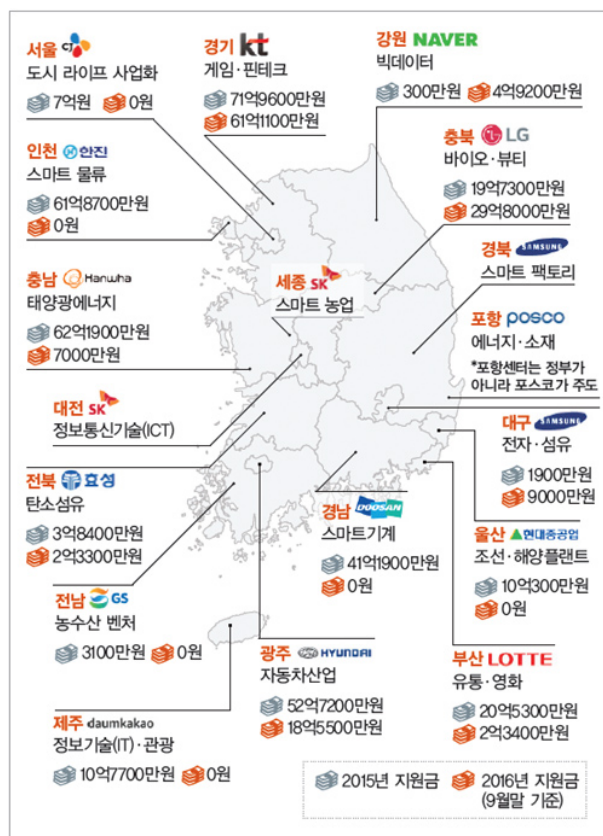 서울 CJ
도시 라이프 사업화
7억원 0원
경기 kt
게임·핀테크
71억9600만원
61억1100만원
강원 NAVER
빅데이터
300만원 4억9200만원
인천 한진
스마트 물류
61억8700만원
0원
충북 LG
바이오·뷰티
19억7300만원
29억8000만원
경북 SAMSUNG
스마트 팩토리
세종 SK
스마트 농업
충남 Hanwha
태양광에너지
62억1900만원
7000만원
포항 posco
에너지·소재
*포항센터는 정부가
아니라 포스코가 주도
대전 SK
정보통신기술(ICT)
대구 SAMSUNG
전자·섬유
1900만원
9000만원
전북 효성
탄소섬유
3억8400만원
2억3300만원
경남 DOOSAN
스마트기계
41억1900만원
0원
울산 현대중공업
조선·해양플랜트
10억300만원
0원
전남 GS
농수산 벤처
3100만원 0원
광주 HYUNDAI
자동차산업
52억7200만원
18억5500만원
부산 LOTTE
유통·영화
20억5300만원
2억3400만원
제주 daumkakao
정보기술(IT)·관광
10억7700만원 0원
2015년 지원금 2016년 지원금
(9월말 기준)